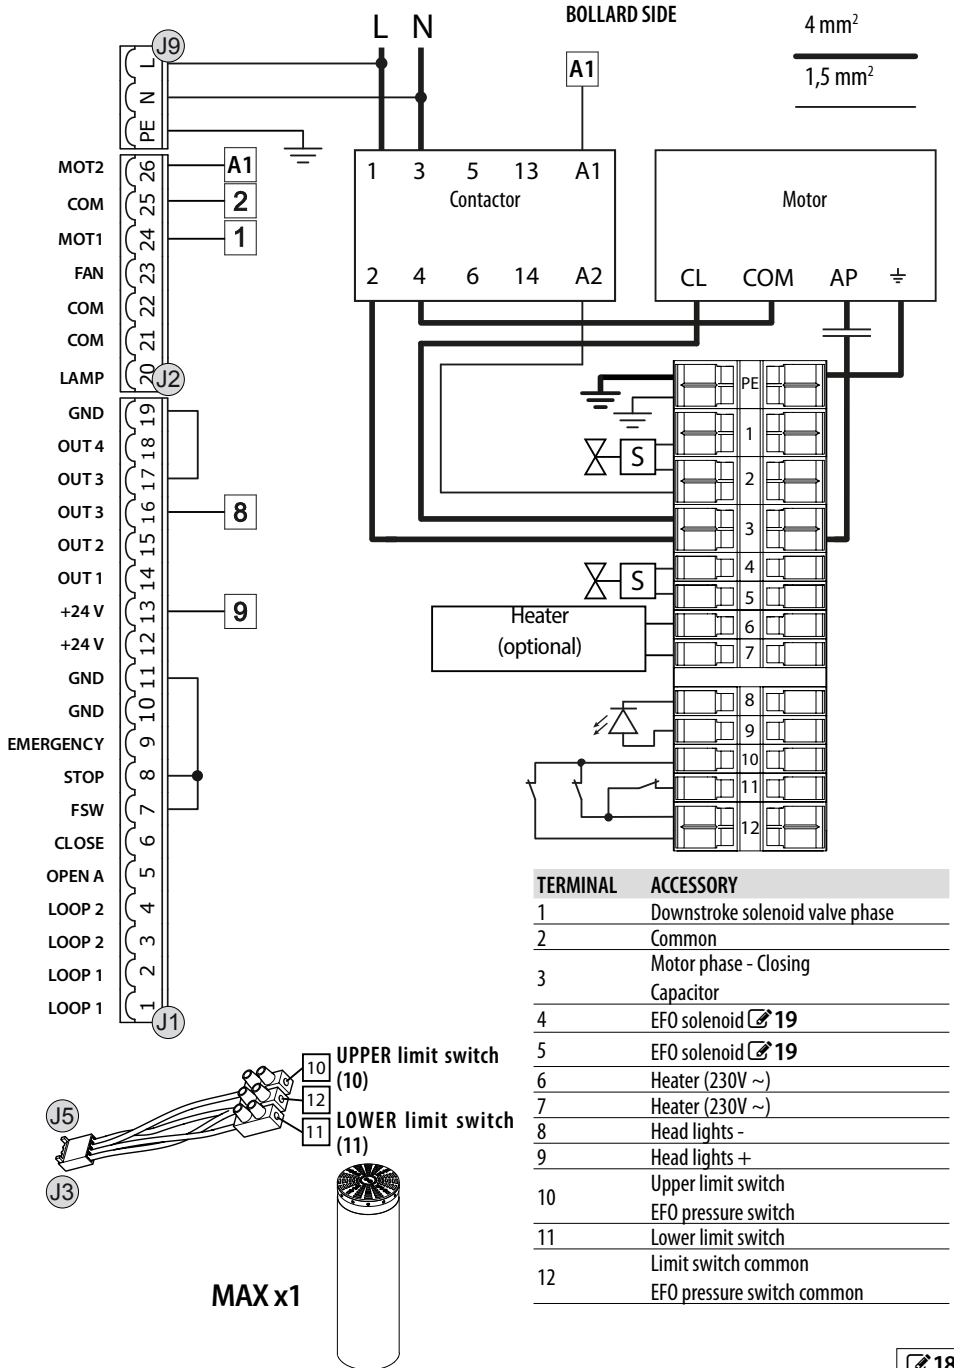 BOLLARD SIDE
4 mm²
1,5 mm²
L N
J9
L
N
PE
A1
MOT2 26 A1
COM 25 2
MOT1 24 1
FAN 23
COM 22
COM 21
LAMP 20
J2
GND 19
OUT 4 18
OUT 3 17
OUT 3 16 8
OUT 2 15
OUT 1 14
+24 V 13 9
+24 V 12
GND 11
GND 10
EMERGENCY 9
STOP 8
FSW 7
CLOSE 6
OPEN A 5
LOOP 2 4
LOOP 2 3
LOOP 1 2
LOOP 1 1
J1
1 3 5 13 A1
Contactor
2 4 6 14 A2
Motor
CL COM AP
PE
1
S
2
3
4
S
5
Heater
(optional)
6
7
8
9
10
11
12
TERMINAL ACCESSORY
1 Downstroke solenoid valve phase
2 Common
3 Motor phase - Closing
Capacitor
4 EFO solenoid 19
5 EFO solenoid 19
6 Heater (230V ~)
7 Heater (230V ~)
8 Head lights -
9 Head lights +
10 Upper limit switch
EFO pressure switch
11 Lower limit switch
12 Limit switch common
EFO pressure switch common
J5
J3
10 UPPER limit switch
(10)
12
11 LOWER limit switch
(11)
MAX x1
18